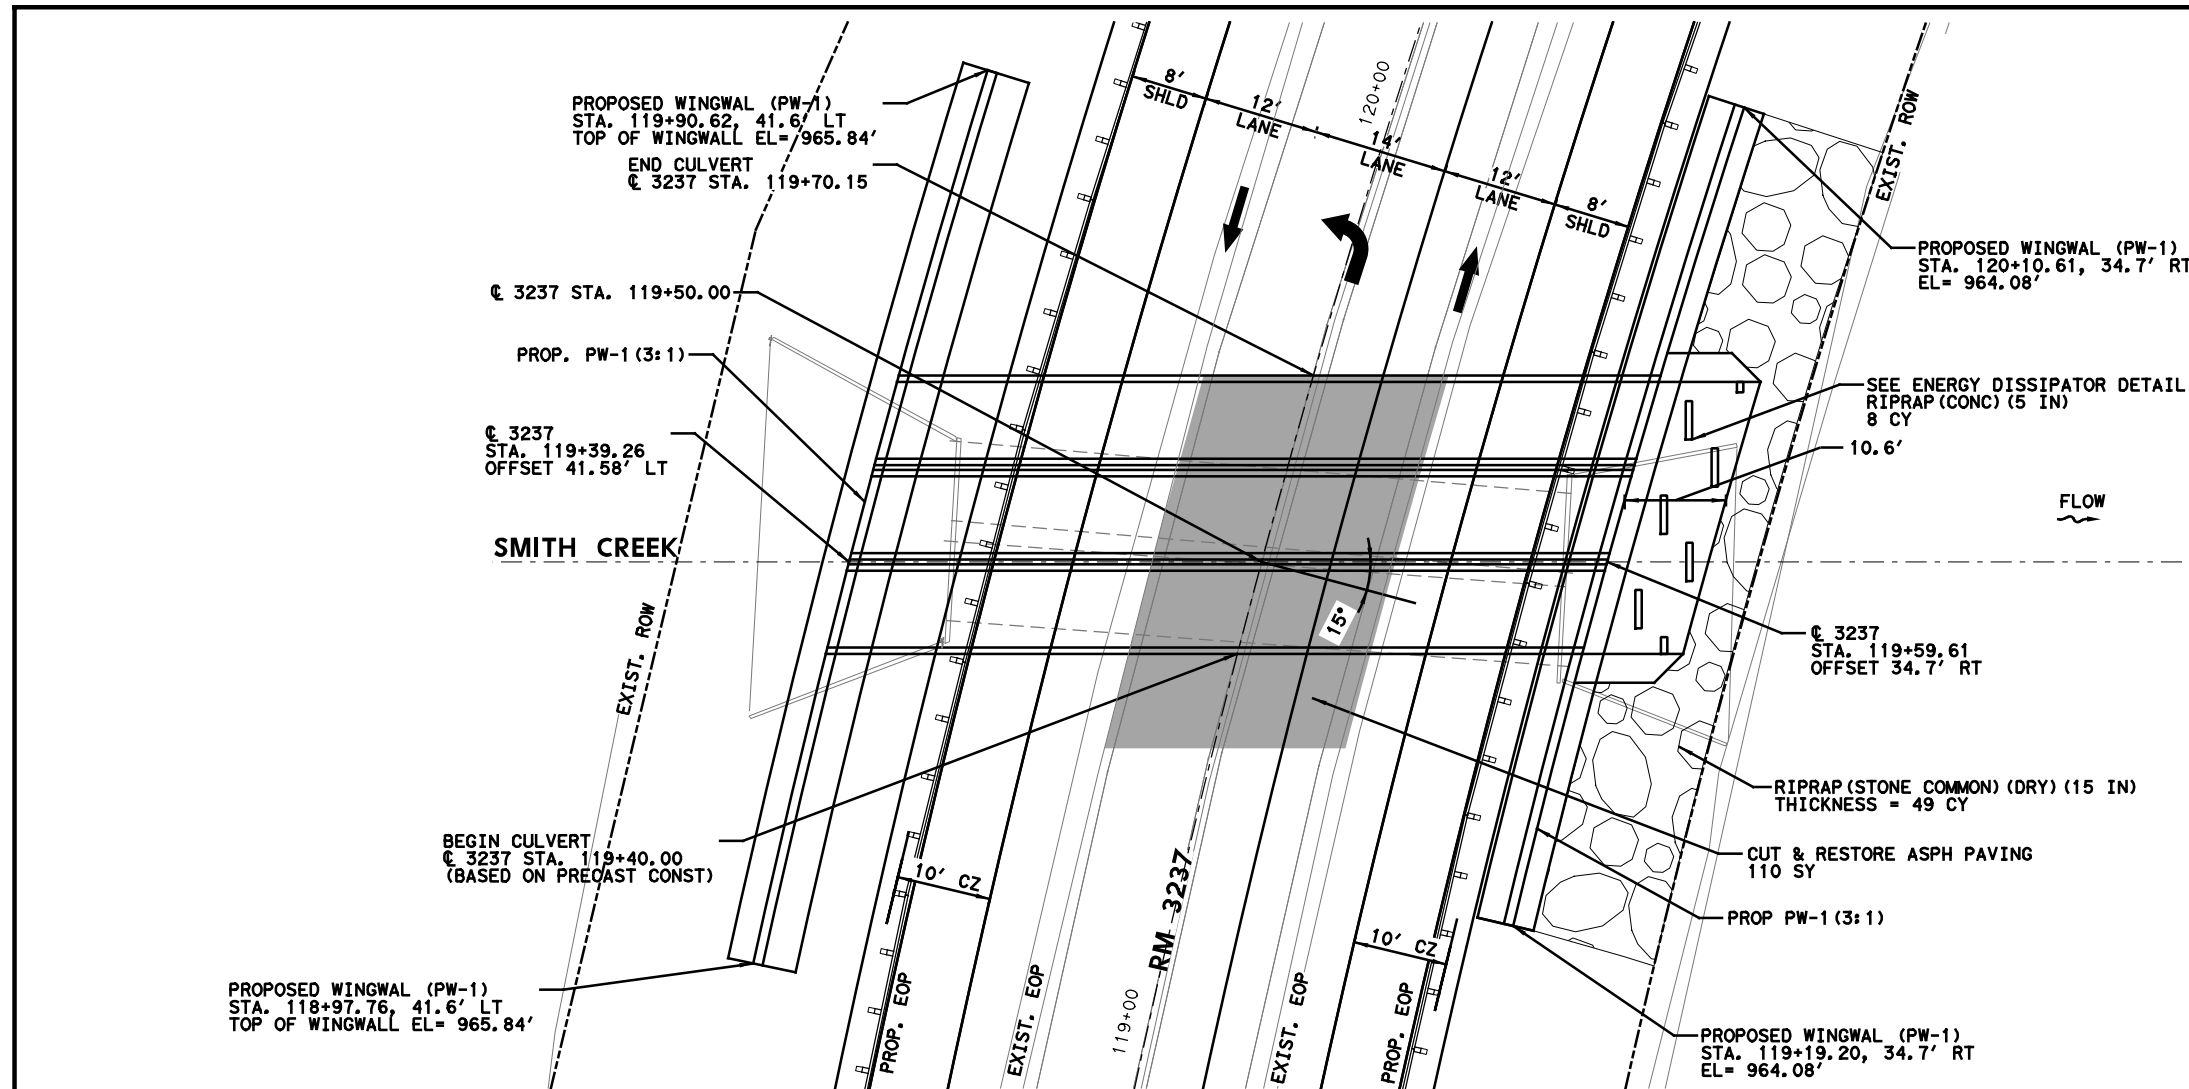 PROPOSED WINGWAL (PW-1)
STA. 119+90.62, 41.6' LT
TOP OF WINGWALL EL= 965.84'
END CULVERT
℄ 3237 STA. 119+70.15
℄ 3237 STA. 119+50.00
PROP. PW-1(3:1)
℄ 3237
STA. 119+39.26
OFFSET 41.58' LT
SMITH CREEK
EXIST. ROW
BEGIN CULVERT
℄ 3237 STA. 119+40.00
(BASED ON PRECAST CONST)
PROPOSED WINGWAL (PW-1)
STA. 118+97.76, 41.6' LT
TOP OF WINGWALL EL= 965.84'
8'
SHLD
12'
LANE
14'
LANE
12'
LANE
8'
SHLD
120+00
15°
10' CZ
10' CZ
PROP. EOP
EXIST. EOP
119+00
RM 3237
EXIST. EOP
PROP. EOP
EXIST. ROW
PROPOSED WINGWAL (PW-1)
STA. 120+10.61, 34.7' RT
EL= 964.08'
SEE ENERGY DISSIPATOR DETAIL
RIPRAP(CONC)(5 IN)
8 CY
10.6'
FLOW
℄ 3237
STA. 119+59.61
OFFSET 34.7' RT
RIPRAP(STONE COMMON)(DRY)(15 IN)
THICKNESS = 49 CY
CUT & RESTORE ASPH PAVING
110 SY
PROP PW-1(3:1)
PROPOSED WINGWAL (PW-1)
STA. 119+19.20, 34.7' RT
EL= 964.08'